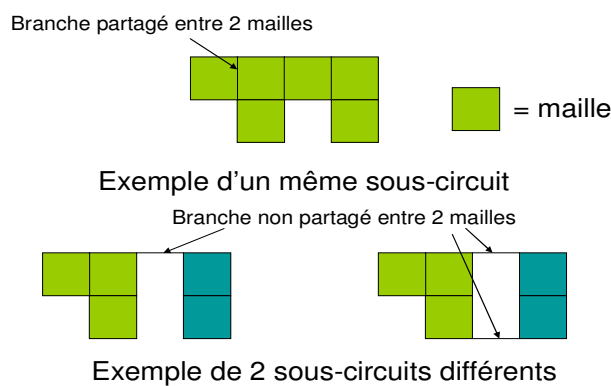 Branche partagé entre 2 mailles
= maille
Exemple d'un même sous-circuit
Branche non partagé entre 2 mailles
Exemple de 2 sous-circuits différents